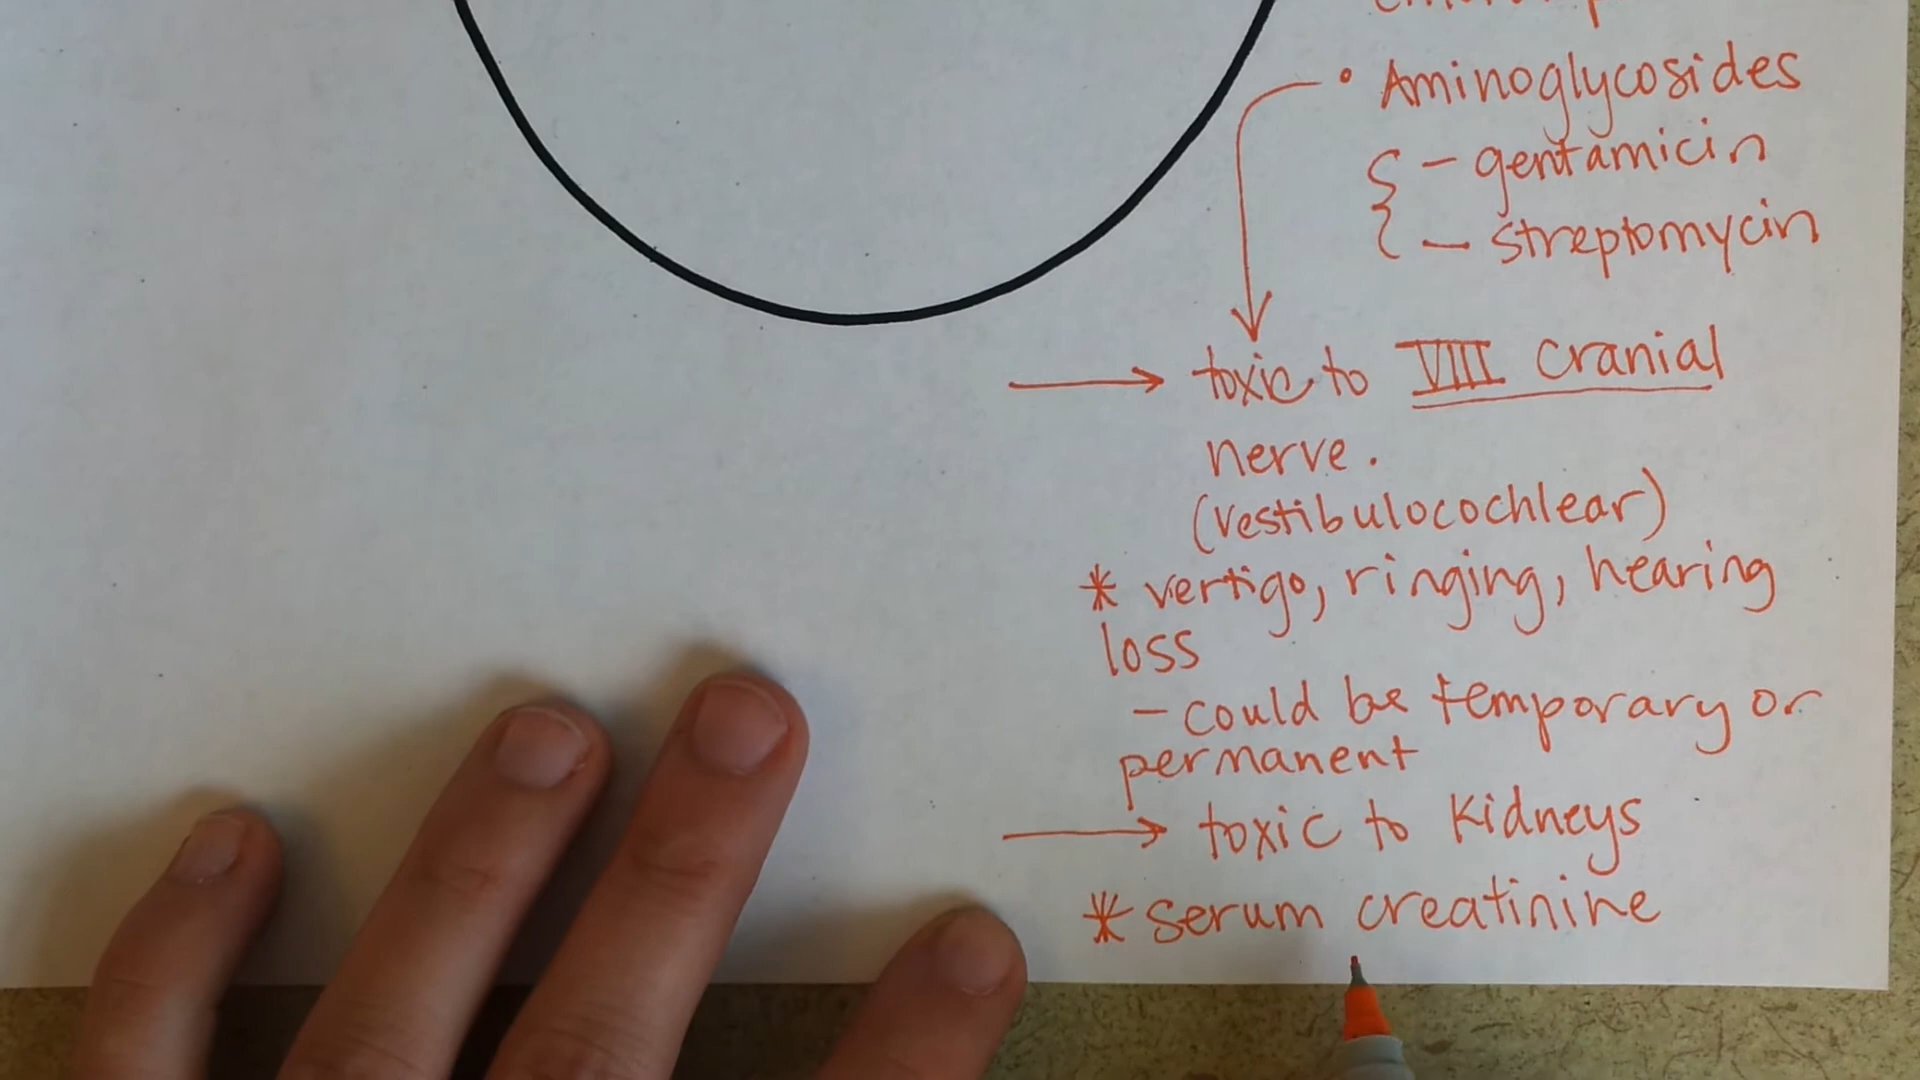 • Aminoglycosides
{ - gentamicin
- streptomycin
→ toxic to VIII cranial
nerve.
(vestibulocochlear)
* vertigo, ringing, hearing
loss
- could be temporary or
permanent
→ toxic to kidneys
* serum creatinine